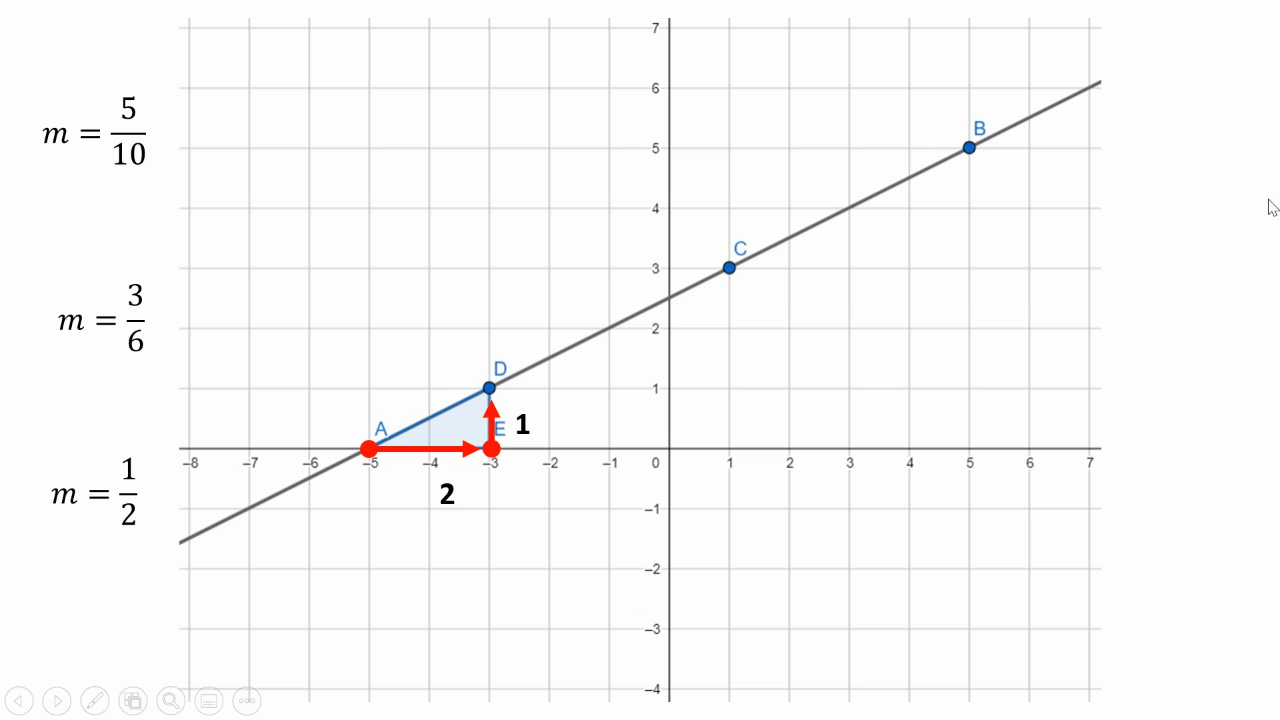 m = 5/10
m = 3/6
m = 1/2
7
6
B
5
4
C
3
2
D
1
A
E
1
–8 –7 –6 –5 –4 –3 –2 –1 0 1 2 3 4 5 6 7
2
–1
–2
–3
–4